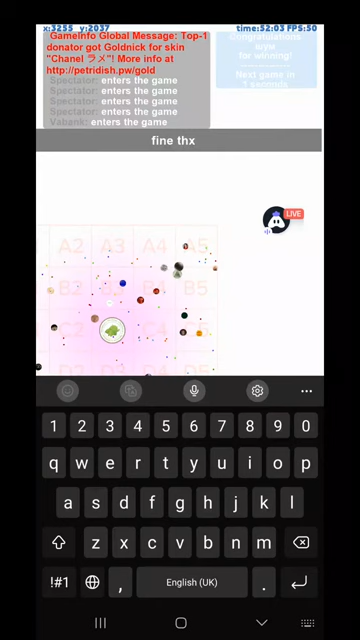 x:3255 y:2037
time:52:03 FPS:50
GameInfo Global Message: Top-1
donator got Goldnick for skin
"Chanel ラメ"! More info at
http://petridish.pw/gold
Spectator: enters the game
Spectator: enters the game
Spectator: enters the game
Spectator: enters the game
Vabank: enters the game
Congratulations
for winning!
Next game in
seconds
fine thx
LIVE
A2 A3 A4 A5
B2 B5
C2 C4 C5
1 2 3 4 5 6 7 8 9 0
q w e r t y u i o p
a s d f g h j k l
z x c v b n m
!#1 , English (UK) .